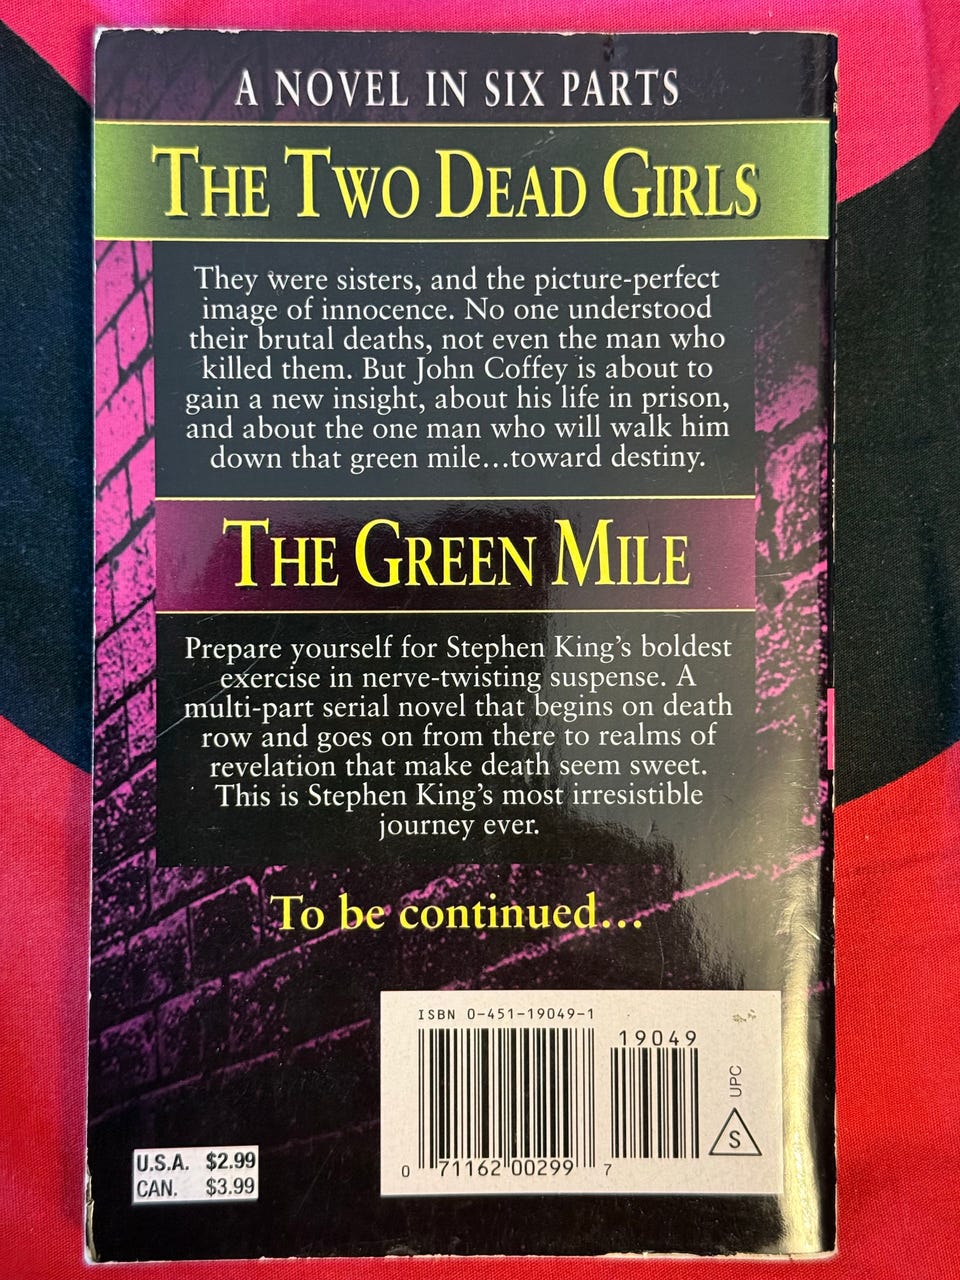 A NOVEL IN SIX PARTS
THE TWO DEAD GIRLS
They were sisters, and the picture-perfect
image of innocence. No one understood
their brutal deaths, not even the man who
killed them. But John Coffey is about to
gain a new insight, about his life in prison,
and about the one man who will walk him
down that green mile...toward destiny.
THE GREEN MILE
Prepare yourself for Stephen King's boldest
exercise in nerve-twisting suspense. A
multi-part serial novel that begins on death
row and goes on from there to realms of
revelation that make death seem sweet.
This is Stephen King's most irresistible
journey ever.
To be continued...
ISBN 0-451-19049-1
19049
0 71162 00299 7
UPC
S
U.S.A. $2.99
CAN. $3.99